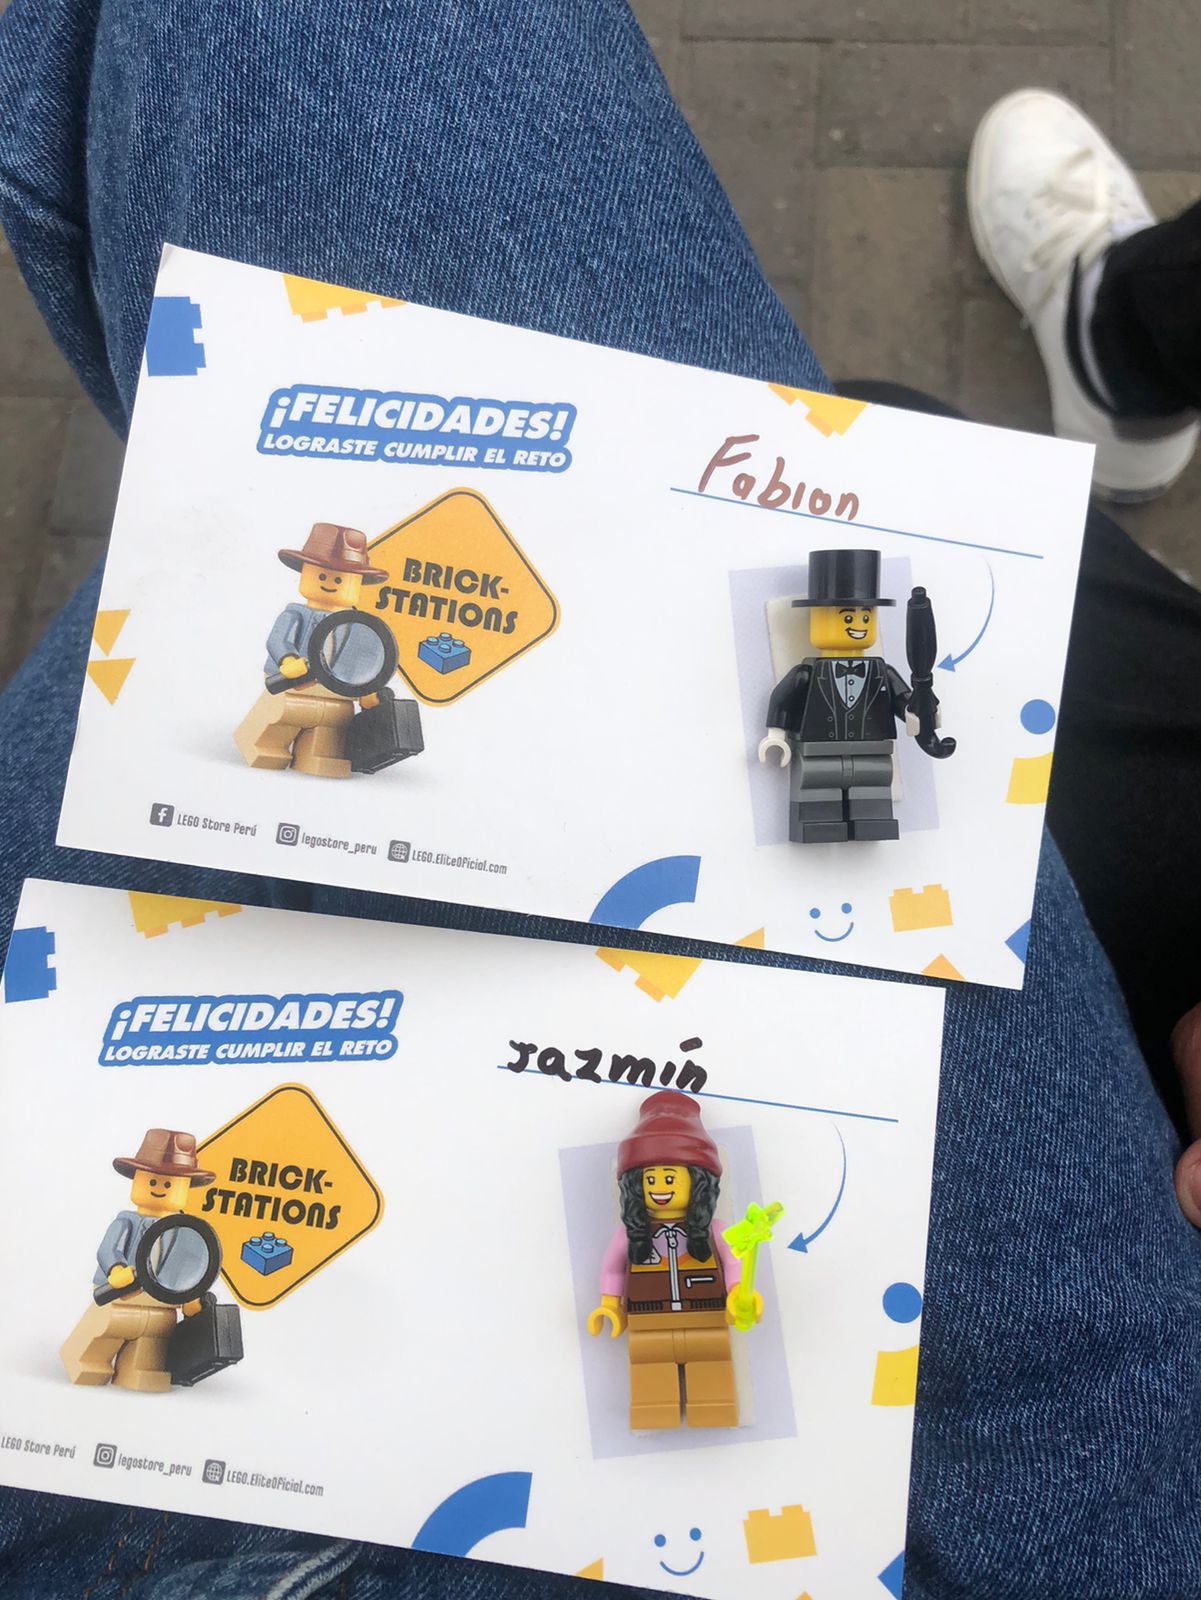 ¡FELICIDADES!
LOGRASTE CUMPLIR EL RETO
Fabian
BRICK-
STATIONS
LEGO Store Perú
legostore_peru
LEGO.EliteOficial.com
¡FELICIDADES!
LOGRASTE CUMPLIR EL RETO
Jazmín
BRICK-
STATIONS
LEGO Store Perú
legostore_peru
LEGO.EliteOficial.com